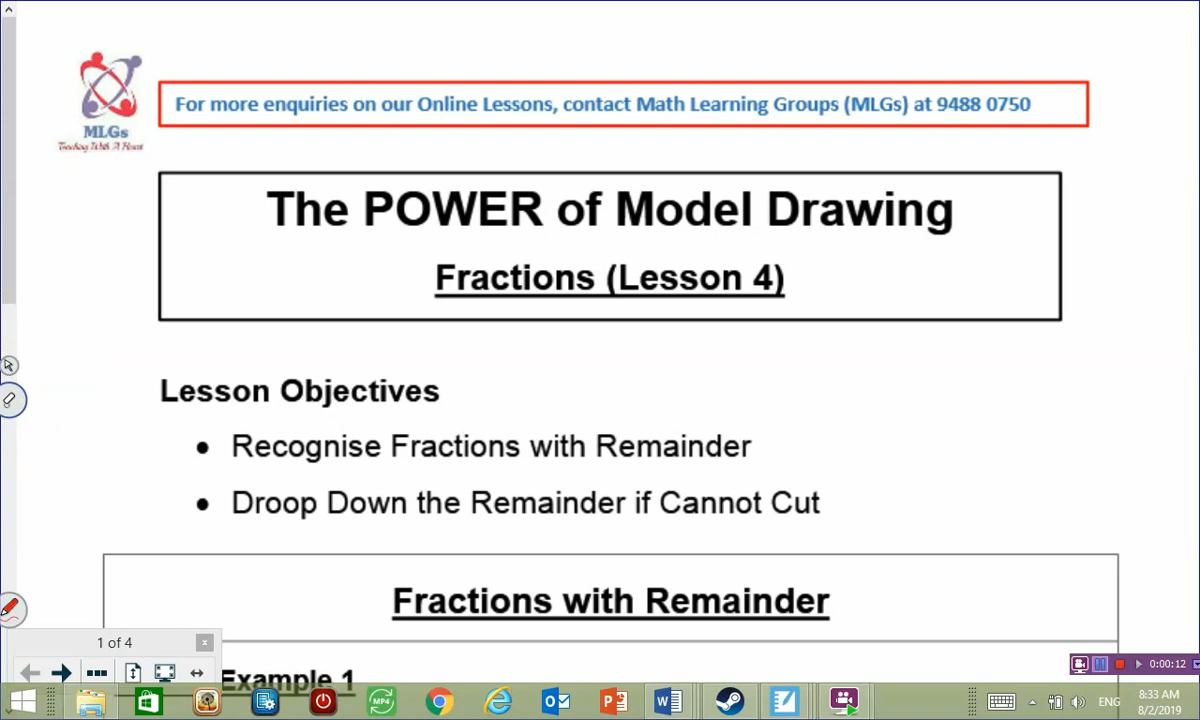 For more enquiries on our Online Lessons, contact Math Learning Groups (MLGs) at 9488 0750
MLGs
Teaching With A Heart
The POWER of Model Drawing
Fractions (Lesson 4)
Lesson Objectives
• Recognise Fractions with Remainder
• Droop Down the Remainder if Cannot Cut
Fractions with Remainder
1 of 4
Example 1
0:00:12
MP4
ENG
8:33 AM
8/2/2019